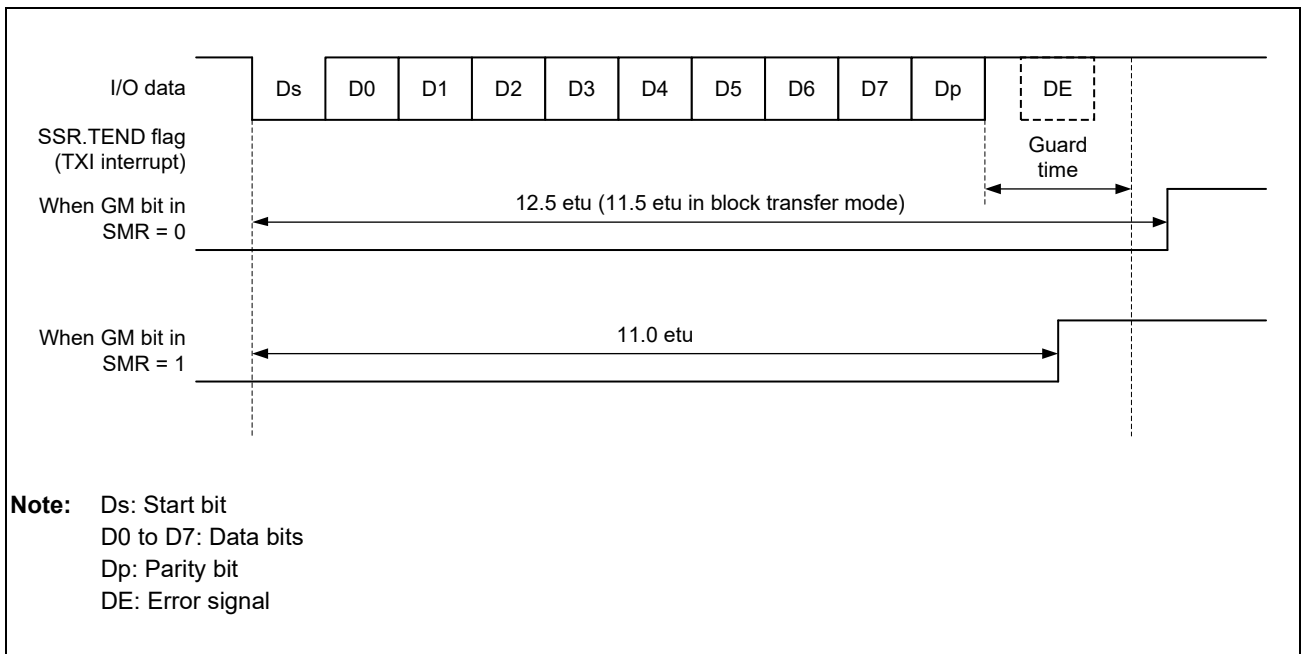 I/O data
Ds D0 D1 D2 D3 D4 D5 D6 D7 Dp DE
SSR.TEND flag
(TXI interrupt)
Guard
time
When GM bit in
SMR = 0
12.5 etu (11.5 etu in block transfer mode)
When GM bit in
SMR = 1
11.0 etu
Note: Ds: Start bit
D0 to D7: Data bits
Dp: Parity bit
DE: Error signal